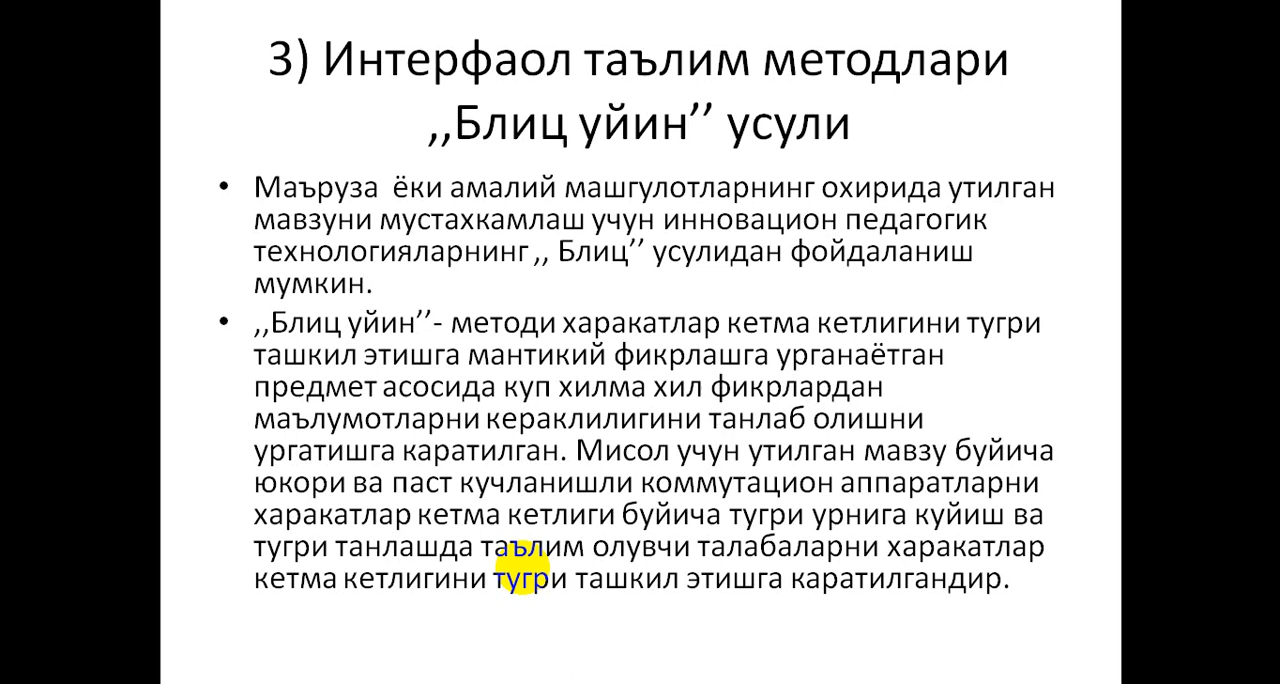 3) Интерфаол таълим методлари
,,Блиц уйин’’ усули
• Маъруза ёки амалий машгулотларнинг охирида утилган
мавзуни мустахкамлаш учун инновацион педагогик
технологияларнинг ,, Блиц’’ усулидан фойдаланиш
мумкин.
• ,,Блиц уйин’’- методи харакатлар кетма кетлигини тугри
ташкил этишга мантикий фикрлашга урганаётган
предмет асосида куп хилма хил фикрлардан
маълумотларни кераклилигини танлаб олишни
ургатишга каратилган. Мисол учун утилган мавзу буйича
юкори ва паст кучланишли коммутацион аппаратларни
харакатлар кетма кетлиги буйича тугри урнига куйиш ва
тугри танлашда таълим олувчи талабаларни харакатлар
кетма кетлигини тугри ташкил этишга каратилгандир.